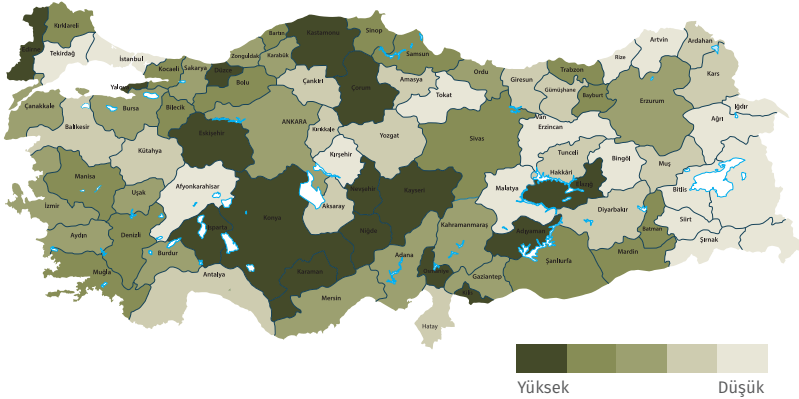 Kırklareli
Edirne
Tekirdağ
İstanbul
Kocaeli
Sakarya
Yalova
Düzce
Zonguldak
Bartın
Karabük
Kastamonu
Sinop
Samsun
Bolu
Çankırı
Çorum
Amasya
Tokat
Ordu
Giresun
Gümüşhane
Trabzon
Bayburt
Rize
Artvin
Ardahan
Kars
Iğdır
Ağrı
Erzurum
Van
Erzincan
Çanakkale
Balıkesir
Bursa
Bilecik
Eskişehir
ANKARA
Kırıkkale
Yozgat
Sivas
Kütahya
Kırşehir
Tunceli
Hakkâri
Elazığ
Bingöl
Muş
Bitlis
Manisa
Uşak
Afyonkarahisar
Nevşehir
Kayseri
Malatya
İzmir
Aksaray
Konya
Isparta
Niğde
Kahramanmaraş
Adıyaman
Diyarbakır
Batman
Siirt
Şırnak
Aydın
Denizli
Burdur
Karaman
Adana
Osmaniye
Gaziantep
Şanlıurfa
Mardin
Muğla
Antalya
Mersin
Kilis
Hatay
Yüksek
Düşük